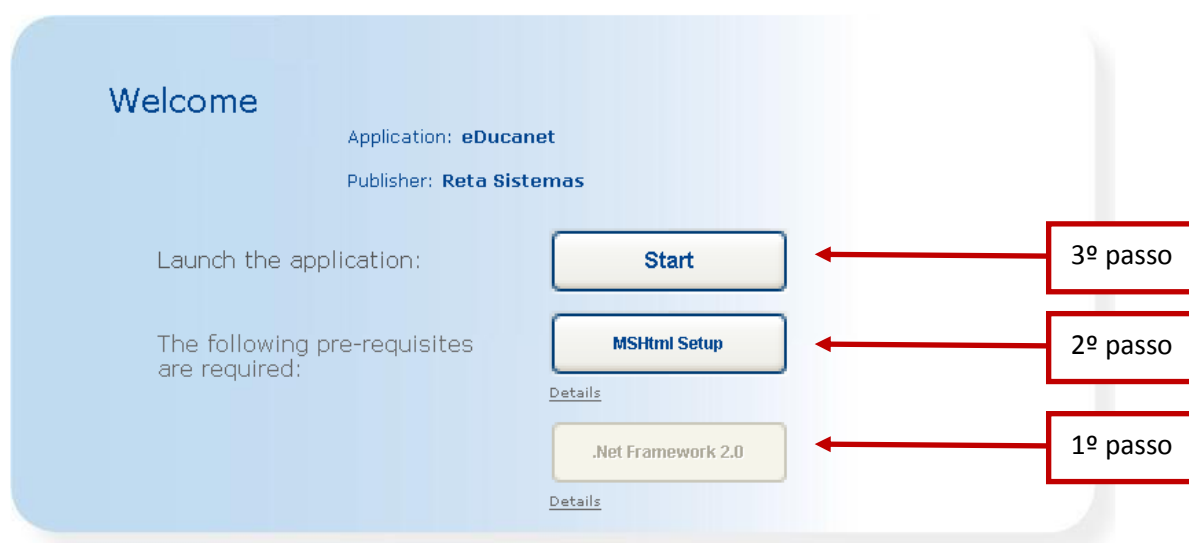 Welcome
Application: eDucanet
Publisher: Reta Sistemas
Launch the application:
Start
3º passo
The following pre-requisites
are required:
MSHtml Setup
2º passo
Details
.Net Framework 2.0
1º passo
Details